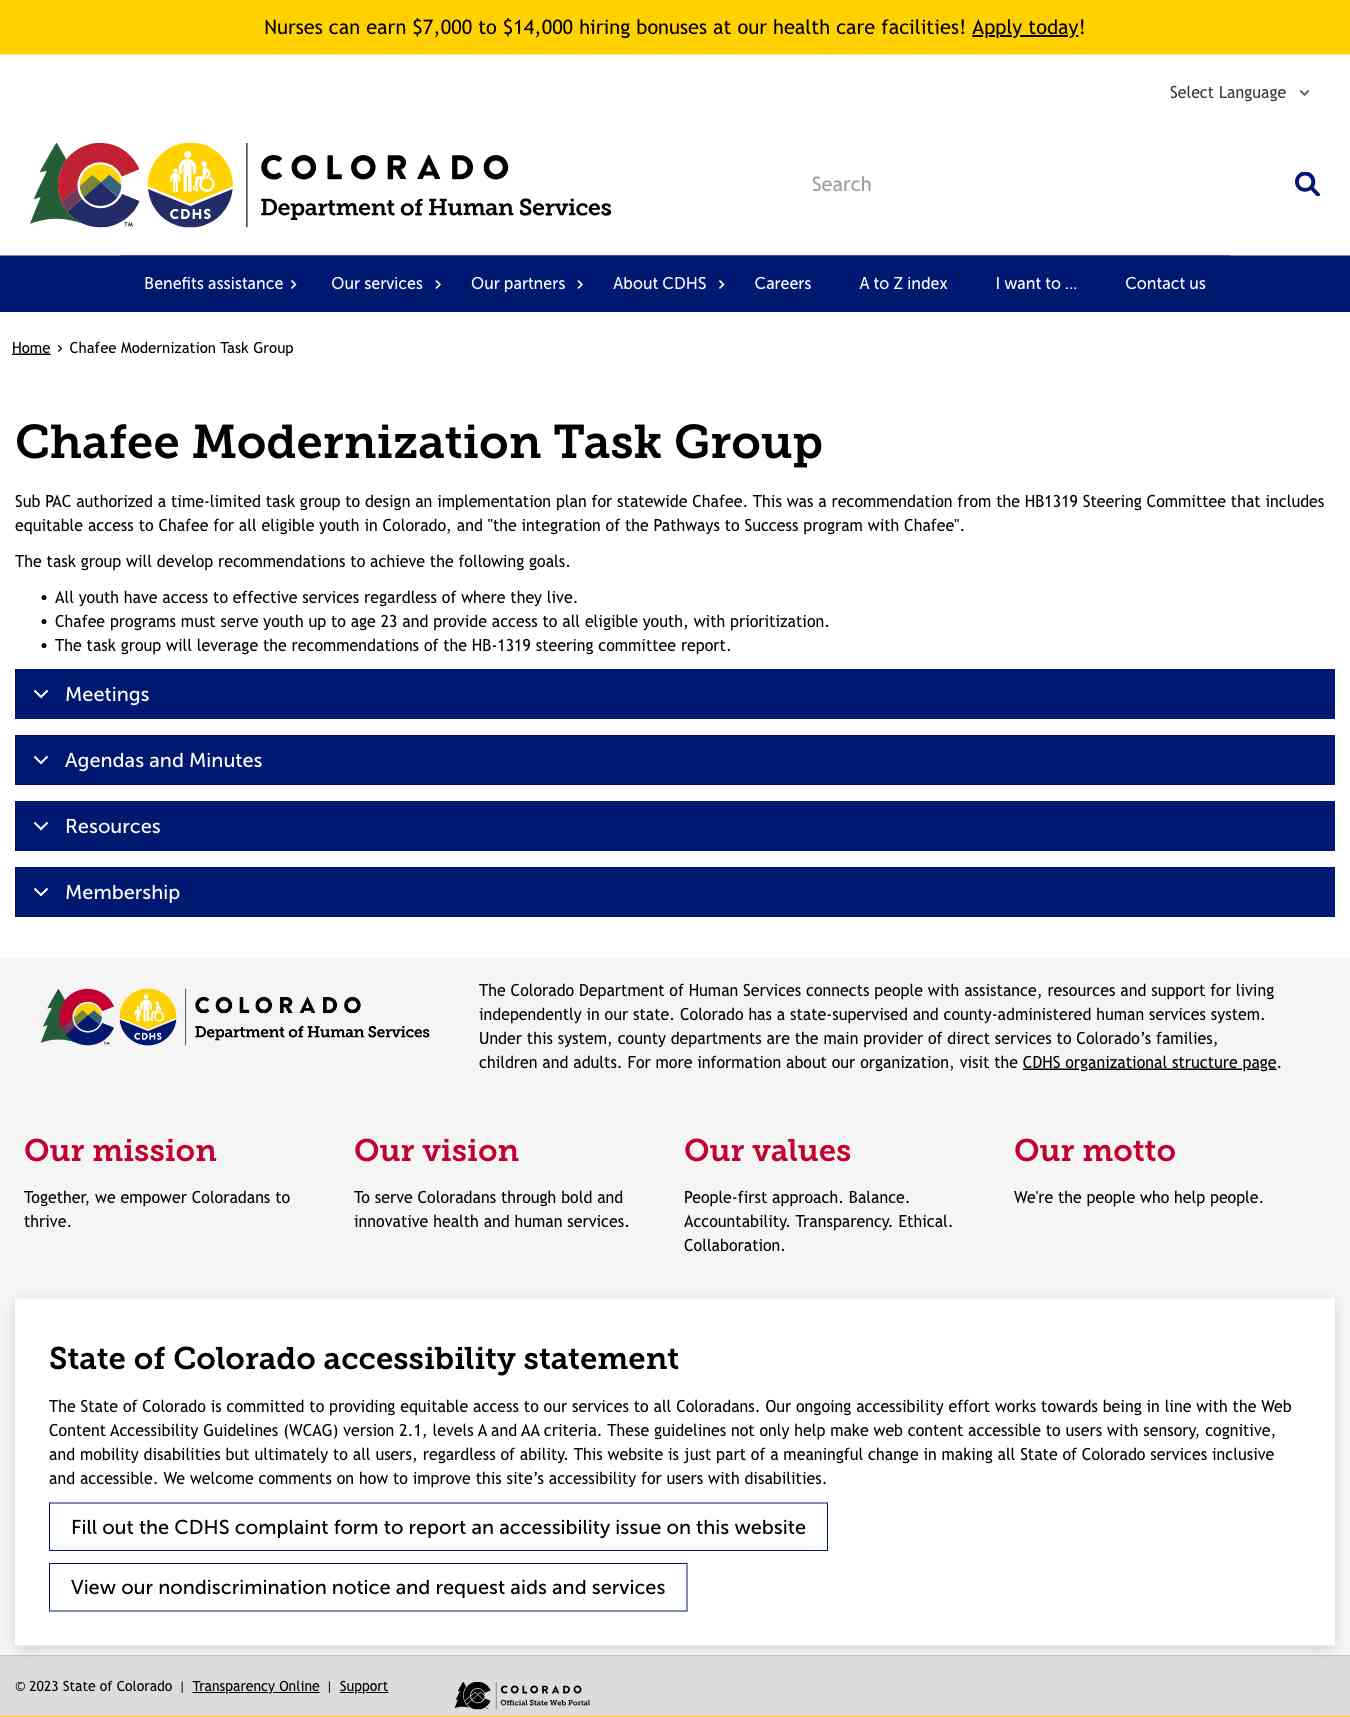 Nurses can earn $7,000 to $14,000 hiring bonuses at our health care facilities! Apply today!
Select Language
CDHS
TM
COLORADO
Department of Human Services
Search
Benefits assistance Our services Our partners About CDHS Careers A to Z index I want to ... Contact us
Home › Chafee Modernization Task Group
Chafee Modernization Task Group
Sub PAC authorized a time-limited task group to design an implementation plan for statewide Chafee. This was a recommendation from the HB1319 Steering Committee that includes
equitable access to Chafee for all eligible youth in Colorado, and "the integration of the Pathways to Success program with Chafee".
The task group will develop recommendations to achieve the following goals.
• All youth have access to effective services regardless of where they live.
• Chafee programs must serve youth up to age 23 and provide access to all eligible youth, with prioritization.
• The task group will leverage the recommendations of the HB-1319 steering committee report.
Meetings
Agendas and Minutes
Resources
Membership
CDHS
TM
COLORADO
Department of Human Services
The Colorado Department of Human Services connects people with assistance, resources and support for living
independently in our state. Colorado has a state-supervised and county-administered human services system.
Under this system, county departments are the main provider of direct services to Colorado’s families,
children and adults. For more information about our organization, visit the CDHS organizational structure page.
Our mission
Together, we empower Coloradans to
thrive.
Our vision
To serve Coloradans through bold and
innovative health and human services.
Our values
People-first approach. Balance.
Accountability. Transparency. Ethical.
Collaboration.
Our motto
We're the people who help people.
State of Colorado accessibility statement
The State of Colorado is committed to providing equitable access to our services to all Coloradans. Our ongoing accessibility effort works towards being in line with the Web
Content Accessibility Guidelines (WCAG) version 2.1, levels A and AA criteria. These guidelines not only help make web content accessible to users with sensory, cognitive,
and mobility disabilities but ultimately to all users, regardless of ability. This website is just part of a meaningful change in making all State of Colorado services inclusive
and accessible. We welcome comments on how to improve this site’s accessibility for users with disabilities.
Fill out the CDHS complaint form to report an accessibility issue on this website
View our nondiscrimination notice and request aids and services
© 2023 State of Colorado | Transparency Online | Support
COLORADO
Official State Web Portal